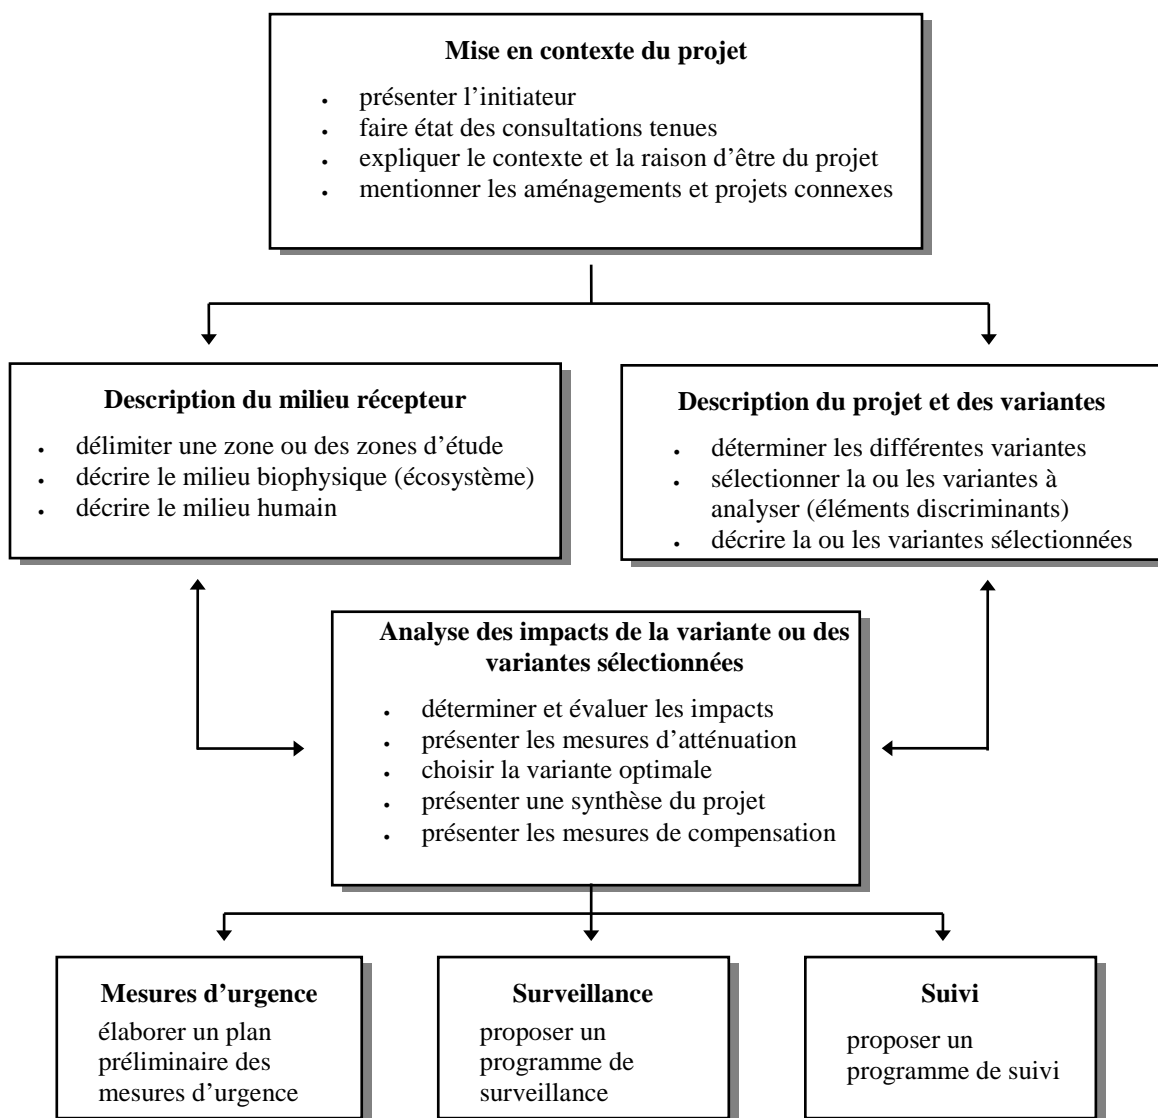 Mise en contexte du projet
• présenter l’initiateur
• faire état des consultations tenues
• expliquer le contexte et la raison d’être du projet
• mentionner les aménagements et projets connexes
Description du milieu récepteur
• délimiter une zone ou des zones d’étude
• décrire le milieu biophysique (écosystème)
• décrire le milieu humain
Description du projet et des variantes
• déterminer les différentes variantes
• sélectionner la ou les variantes à
analyser (éléments discriminants)
• décrire la ou les variantes sélectionnées
Analyse des impacts de la variante ou des
variantes sélectionnées
• déterminer et évaluer les impacts
• présenter les mesures d’atténuation
• choisir la variante optimale
• présenter une synthèse du projet
• présenter les mesures de compensation
Mesures d’urgence
élaborer un plan
préliminaire des
mesures d’urgence
Surveillance
proposer un
programme de
surveillance
Suivi
proposer un
programme de suivi